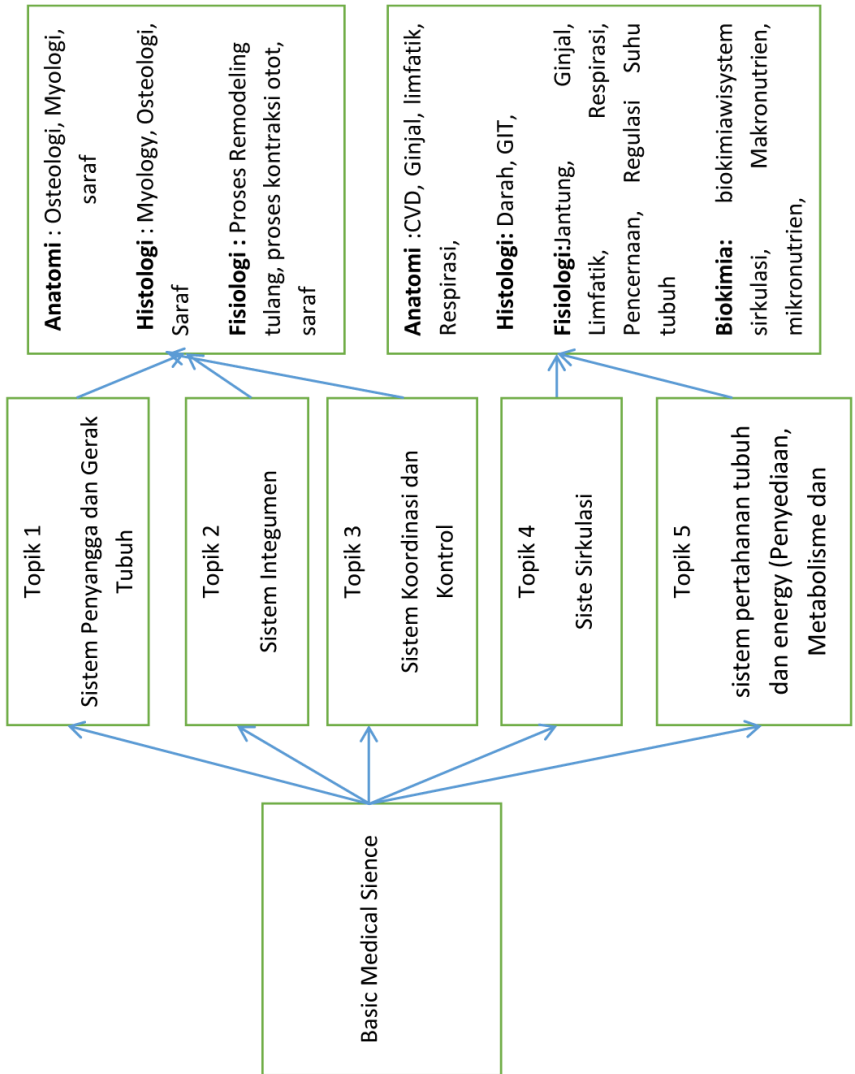 Basic Medical Sience
Topik 1
Sistem Penyangga dan Gerak
Tubuh
Topik 2
Sistem Integumen
Topik 3
Sistem Koordinasi dan
Kontrol
Topik 4
Siste Sirkulasi
Topik 5
sistem pertahanan tubuh
dan energy (Penyediaan,
Metabolisme dan
Anatomi : Osteologi, Myologi,
saraf
Histologi : Myology, Osteologi,
Saraf
Fisiologi : Proses Remodeling
tulang, proses kontraksi otot,
saraf
Anatomi :CVD, Ginjal, limfatik,
Respirasi,
Histologi: Darah, GIT,
Fisiologi:Jantung, Ginjal,
Limfatik, Respirasi,
Pencernaan, Regulasi Suhu
tubuh
Biokimia: biokimiawisystem
sirkulasi, Makronutrien,
mikronutrien,